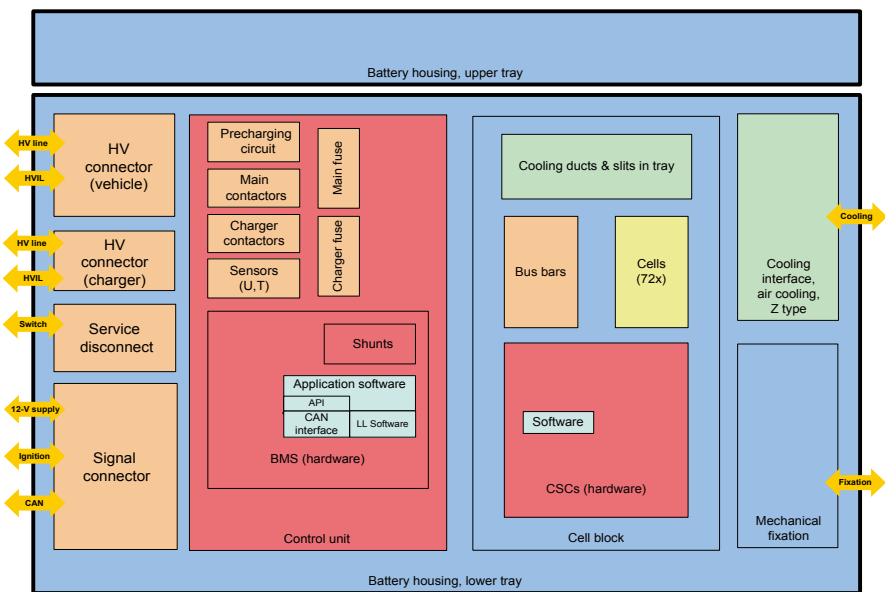 Battery housing, upper tray
HV line
HVIL
HV
connector
(vehicle)
HV line
HVIL
HV
connector
(charger)
Switch
Service
disconnect
12-V supply
Ignition
CAN
Signal
connector
Precharging
circuit
Main
contactors
Charger
contactors
Sensors
(U,T)
Main fuse
Charger fuse
Shunts
Application software
API
CAN
interface
LL Software
BMS (hardware)
Control unit
Cooling ducts & slits in tray
Bus bars
Cells
(72x)
Software
CSCs (hardware)
Cell block
Cooling
interface,
air cooling,
Z type
Cooling
Mechanical
fixation
Fixation
Battery housing, lower tray